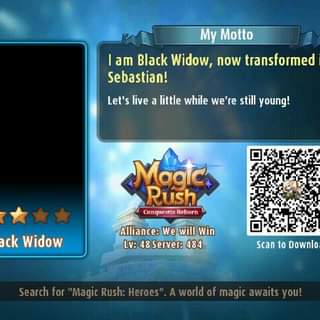 My Motto
I am Black Widow, now transformed i
Sebastian!
Let's live a little while we're still young!
Magic
Rush
Conquests Reborn
Alliance: We will Win
Lv: 48 Server: 484
ack Widow
Scan to Downloa
Search for "Magic Rush: Heroes". A world of magic awaits you!